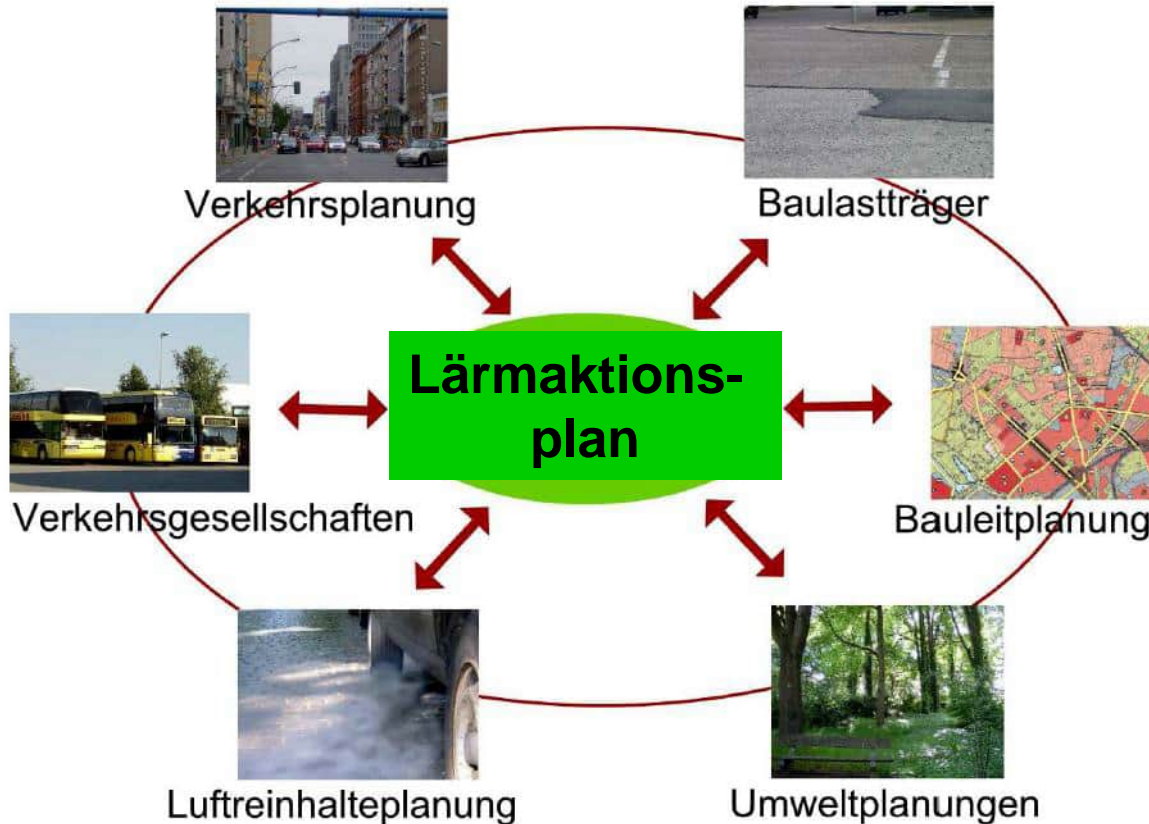 Verkehrsplanung
Baulastträger
Lärmaktions-
plan
Verkehrsgesellschaften
Bauleitplanung
Luftreinhalteplanung
Umweltplanungen